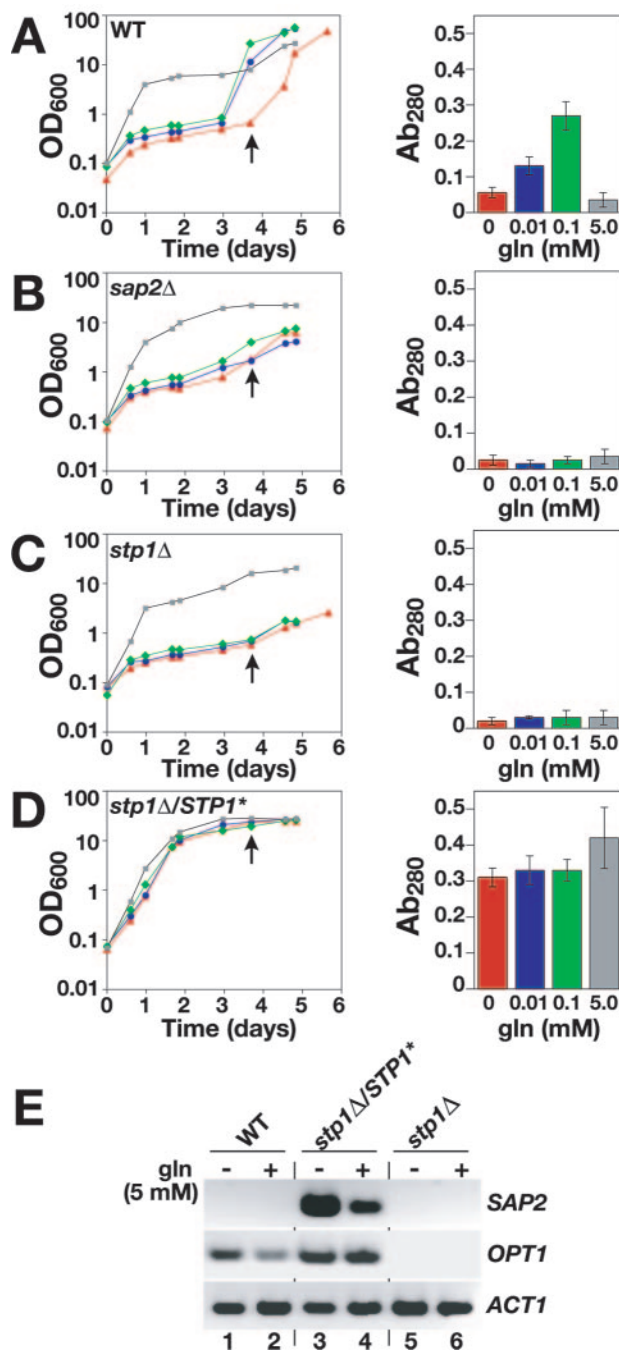 A
WT
OD600
100
10
1
0.1
0.01
0 1 2 3 4 5 6
Time (days)
Ab280
0.5
0.4
0.3
0.2
0.1
0
0 0.01 0.1 5.0
gln (mM)
B
sap2Δ
OD600
100
10
1
0.1
0.01
0 1 2 3 4 5 6
Time (days)
Ab280
0.5
0.4
0.3
0.2
0.1
0
0 0.01 0.1 5.0
gln (mM)
C
stp1Δ
OD600
100
10
1
0.1
0.01
0 1 2 3 4 5 6
Time (days)
Ab280
0.5
0.4
0.3
0.2
0.1
0
0 0.01 0.1 5.0
gln (mM)
D
stp1Δ/STP1*
OD600
100
10
1
0.1
0.01
0 1 2 3 4 5 6
Time (days)
Ab280
0.5
0.4
0.3
0.2
0.1
0
0 0.01 0.1 5.0
gln (mM)
E
WT stp1Δ/STP1* stp1Δ
gln - + - + - +
(5 mM)
SAP2
OPT1
ACT1
1 2 3 4 5 6